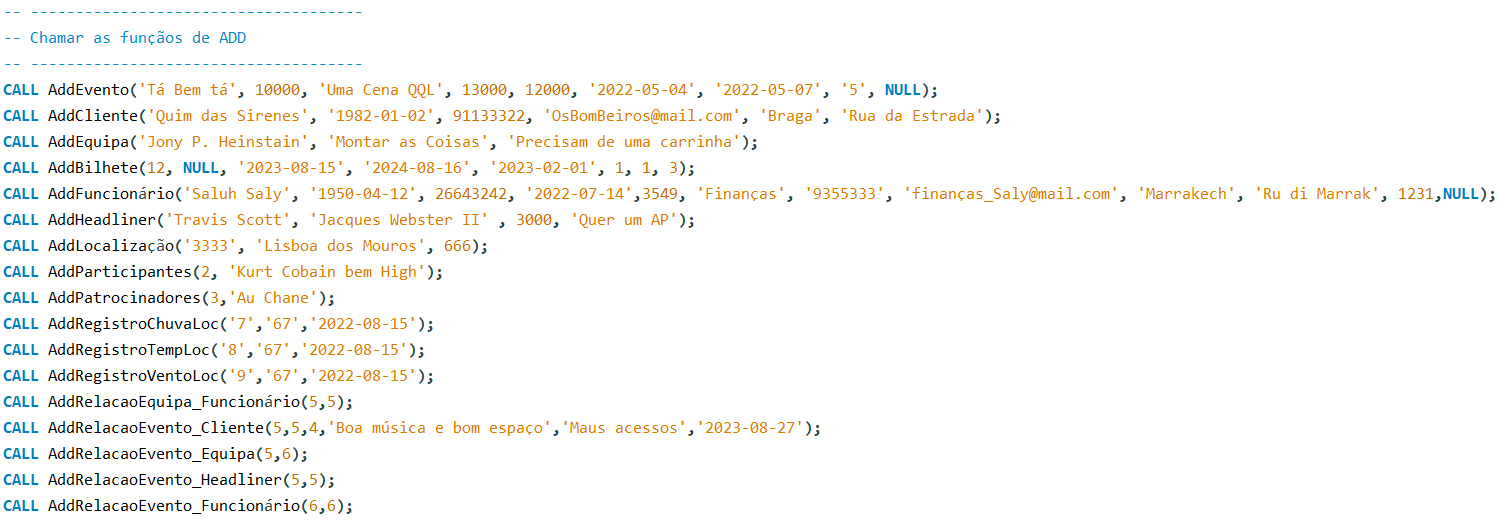 -- -------------------------------------
-- Chamar as funçãos de ADD
-- -------------------------------------
CALL AddEvento('Tá Bem tá', 10000, 'Uma Cena QQL', 13000, 12000, '2022-05-04', '2022-05-07', '5', NULL);
CALL AddCliente('Quim das Sirenes', '1982-01-02', 91133322, 'OsBomBeiros@mail.com', 'Braga', 'Rua da Estrada');
CALL AddEquipa('Jony P. Heinstain', 'Montar as Coisas', 'Precisam de uma carrinha');
CALL AddBilhete(12, NULL, '2023-08-15', '2024-08-16', '2023-02-01', 1, 1, 3);
CALL AddFuncionário('Saluh Saly', '1950-04-12', 26643242, '2022-07-14',3549, 'Finanças', '9355333', 'finanças_Saly@mail.com', 'Marrakech', 'Ru di Marrak', 1231,NULL);
CALL AddHeadliner('Travis Scott', 'Jacques Webster II' , 3000, 'Quer um AP');
CALL AddLocalização('3333', 'Lisboa dos Mouros', 666);
CALL AddParticipantes(2, 'Kurt Cobain bem High');
CALL AddPatrocinadores(3,'Au Chane');
CALL AddRegistroChuvaLoc('7','67','2022-08-15');
CALL AddRegistroTempLoc('8','67','2022-08-15');
CALL AddRegistroVentoLoc('9','67','2022-08-15');
CALL AddRelacaoEquipa_Funcionário(5,5);
CALL AddRelacaoEvento_Cliente(5,5,4,'Boa música e bom espaço','Maus acessos','2023-08-27');
CALL AddRelacaoEvento_Equipa(5,6);
CALL AddRelacaoEvento_Headliner(5,5);
CALL AddRelacaoEvento_Funcionário(6,6);